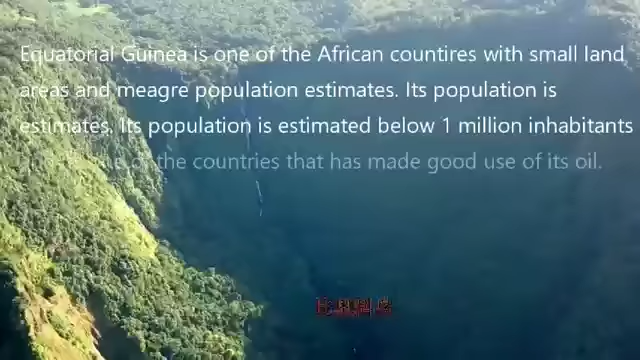 Equatorial Guinea is one of the African countires with small land
areas and meagre population estimates. Its population is
estimates. Its population is estimated below 1 million inhabitants
the countries that has made good use of its oil.